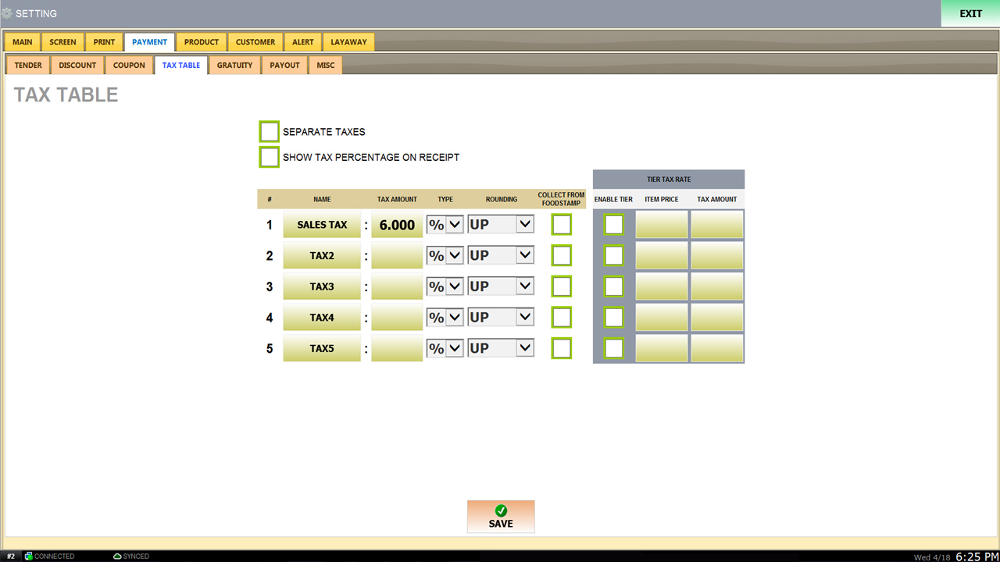 SETTING
EXIT
MAIN SCREEN PRINT PAYMENT PRODUCT CUSTOMER ALERT LAYAWAY
TENDER DISCOUNT COUPON TAX TABLE GRATUITY PAYOUT MISC
TAX TABLE
SEPARATE TAXES
SHOW TAX PERCENTAGE ON RECEIPT
TIER TAX RATE
# NAME TAX AMOUNT TYPE ROUNDING COLLECT FROM FOODSTAMP ENABLE TIER ITEM PRICE TAX AMOUNT
1 SALES TAX : 6.000 % UP
2 TAX2 : % UP
3 TAX3 : % UP
4 TAX4 : % UP
5 TAX5 : % UP
SAVE
#2 CONNECTED SYNCED Wed 4/18 6:25 PM